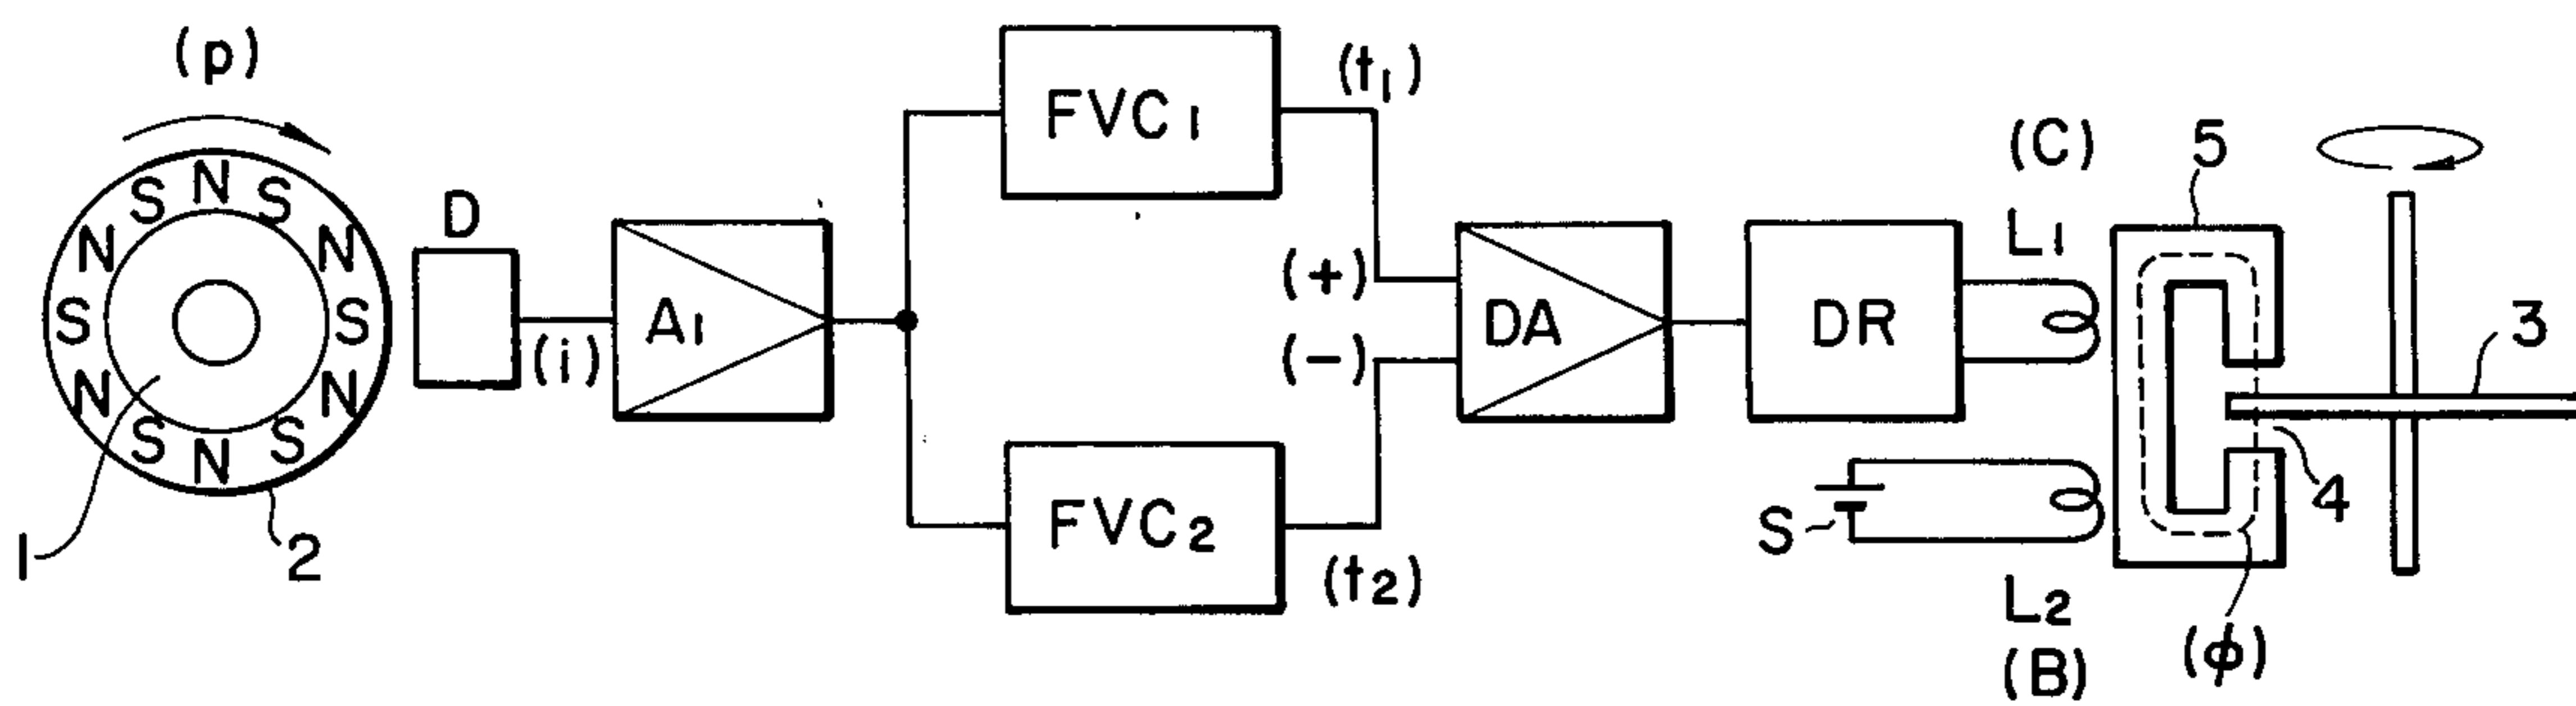 (p)
N
S
N
S
N
S
N
S
N
S
N
S
1
2
D
(i)
A1
FVC1
(t1)
FVC2
(t2)
(+)
(-)
DA
DR
(C)
L1
S
L2
(B)
5
3
4
(ϕ)